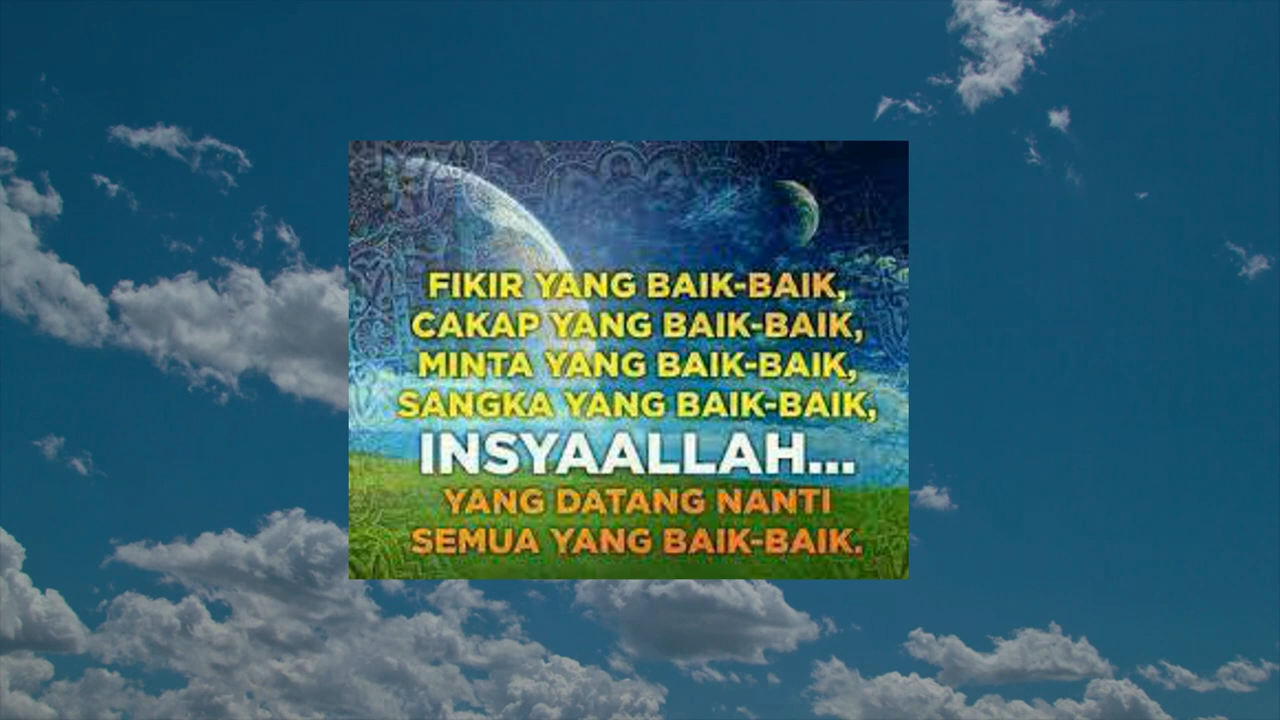 FIKIR YANG BAIK-BAIK,
CAKAP YANG BAIK-BAIK,
MINTA YANG BAIK-BAIK,
SANGKA YANG BAIK-BAIK,
INSYAALLAH...
YANG DATANG NANTI
SEMUA YANG BAIK-BAIK.